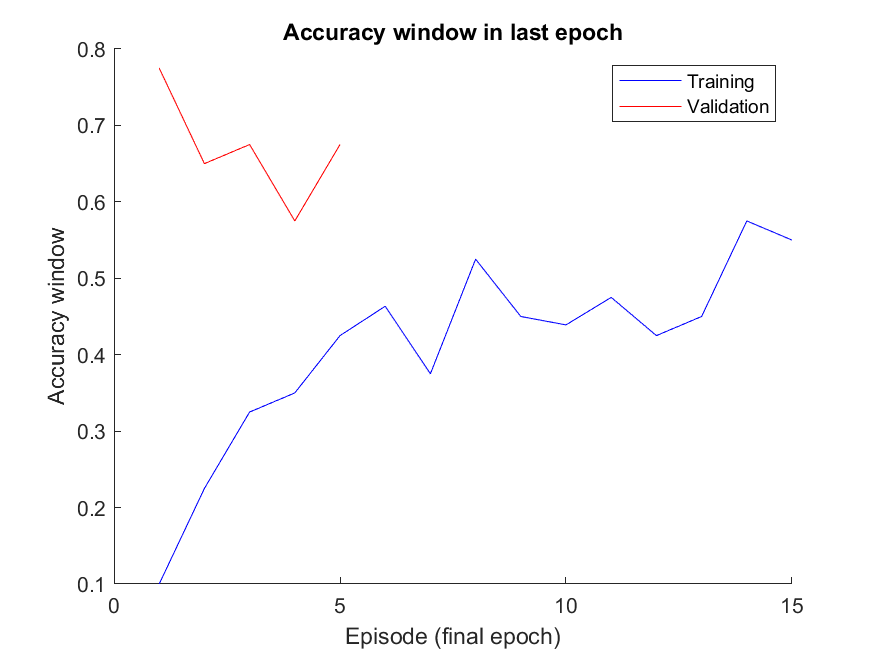 Accuracy window in last epoch
Training
Validation
0.8
0.7
0.6
0.5
0.4
0.3
0.2
0.1
Accuracy window
0
5
10
15
Episode (final epoch)